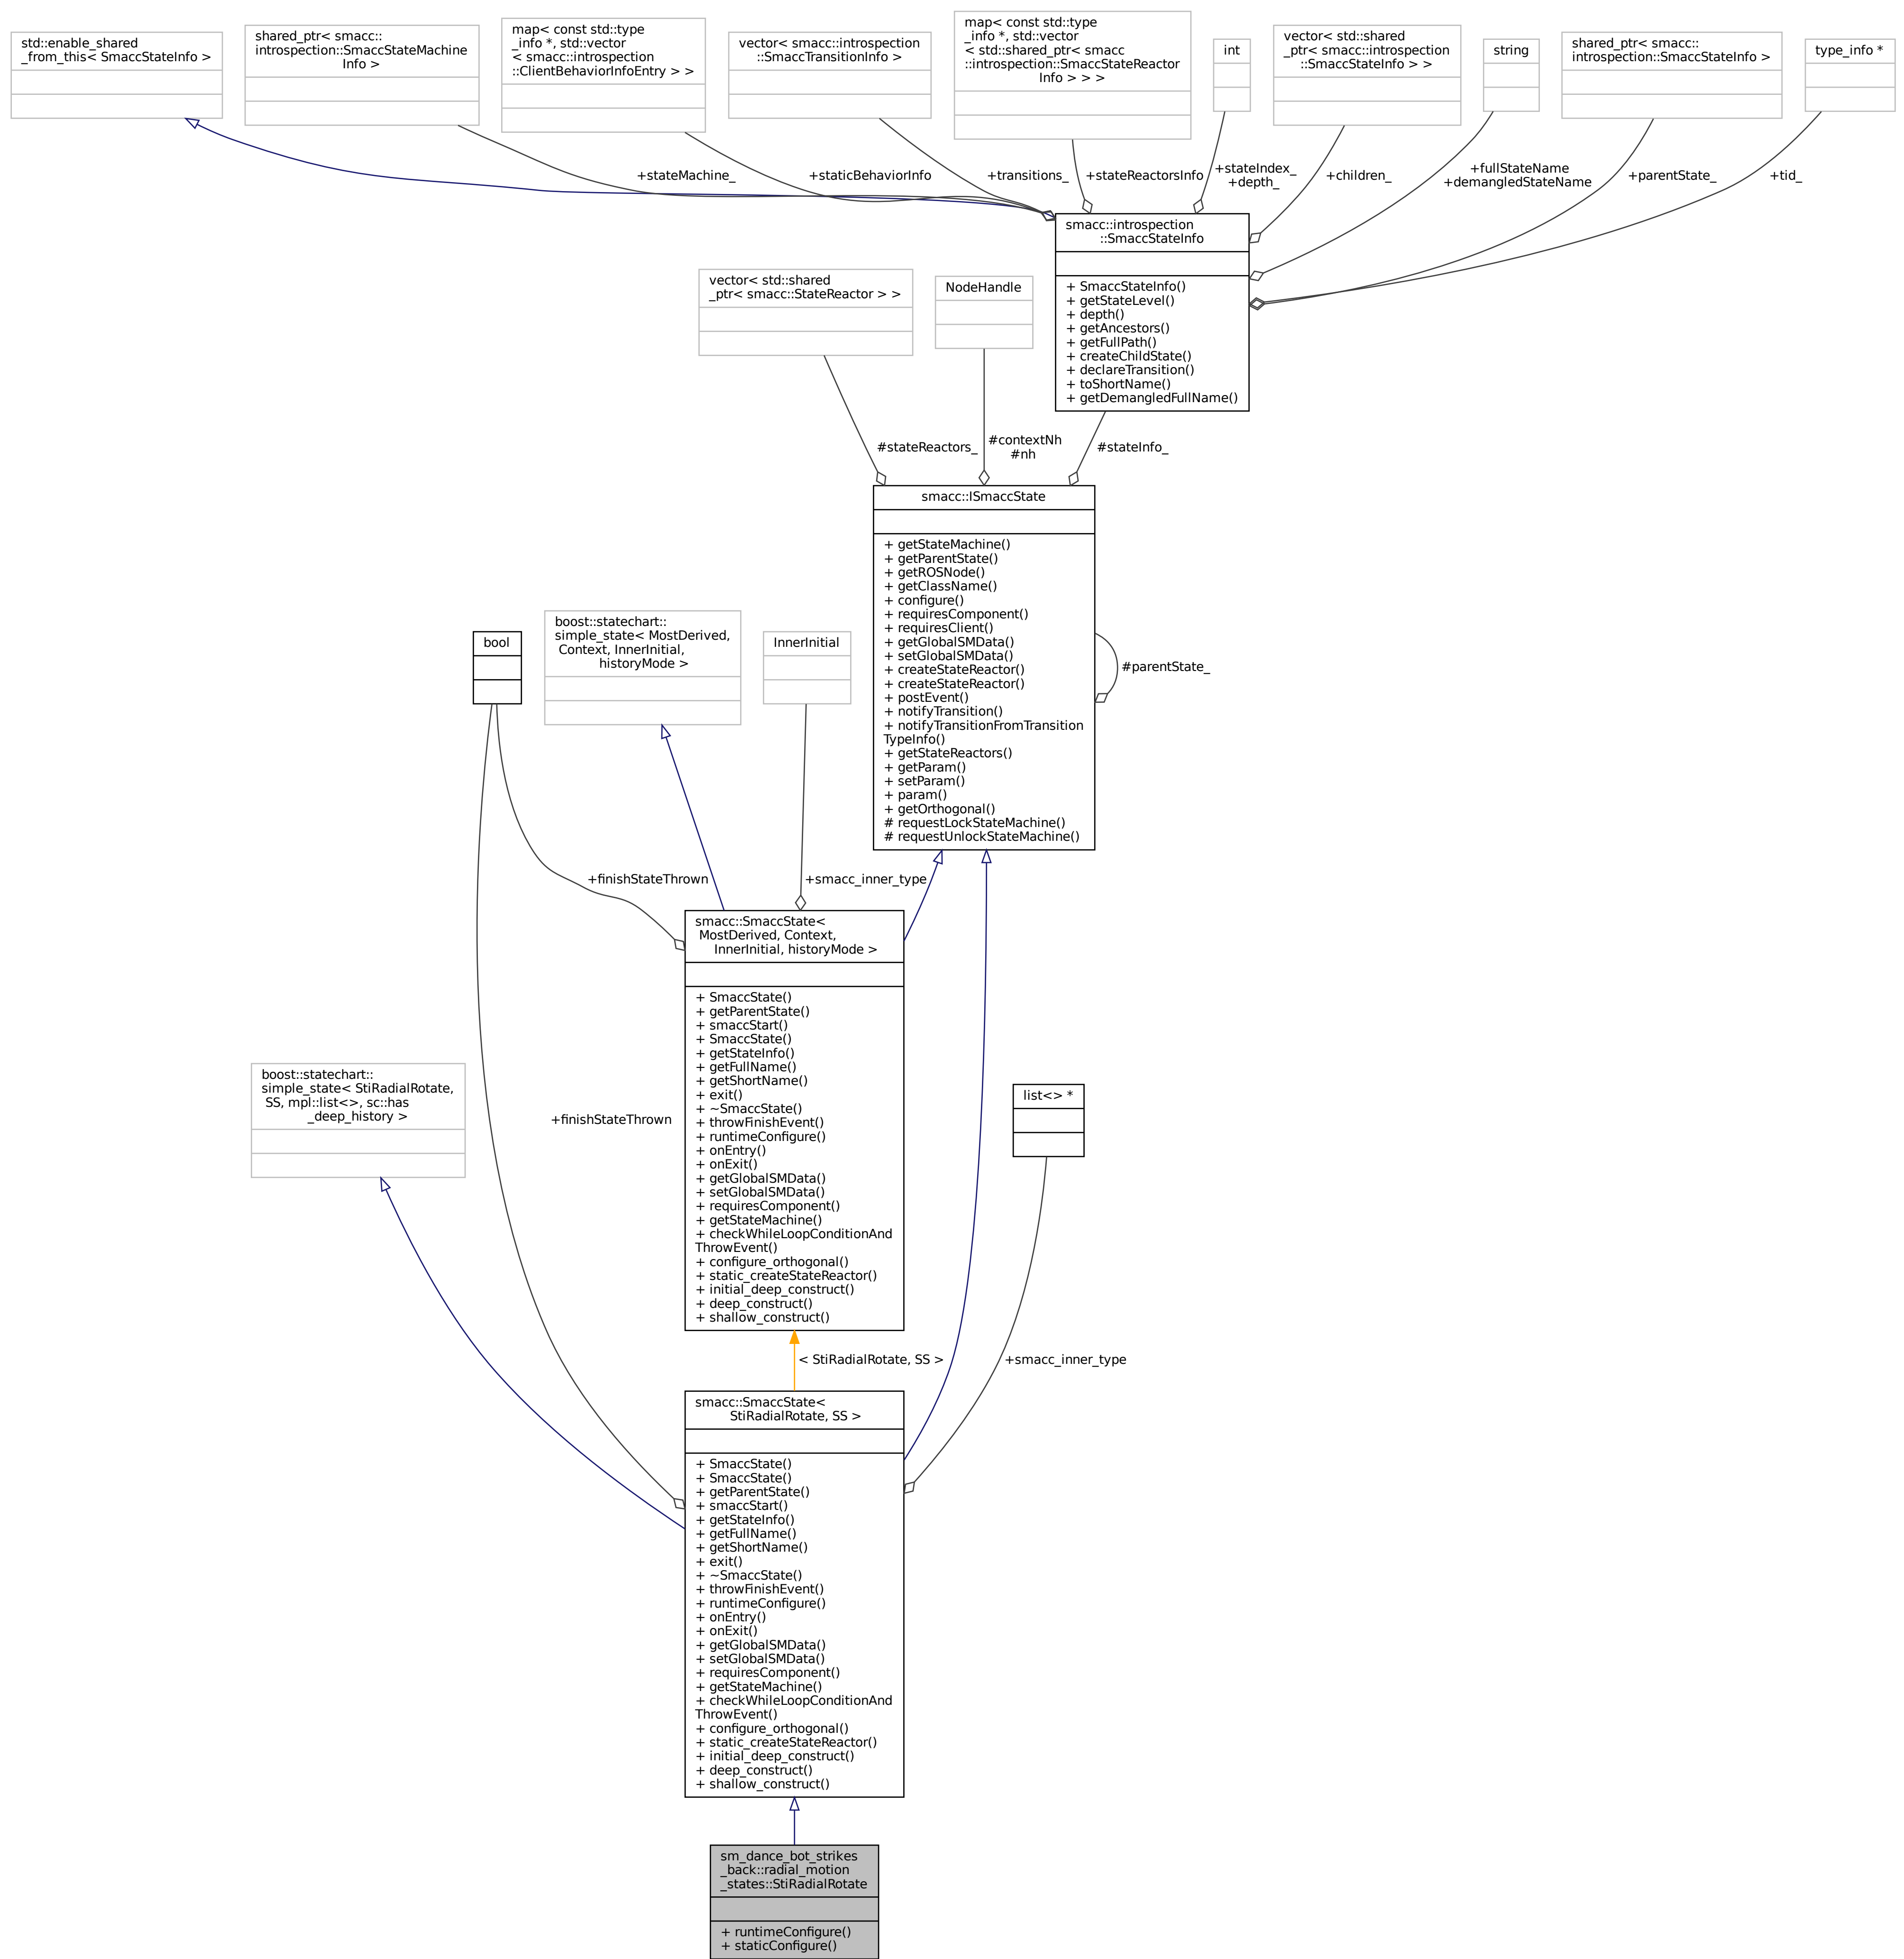 std::enable_shared
_from_this< SmaccStateInfo >
shared_ptr< smacc::
introspection::SmaccStateMachine
Info >
map< const std::type
_info *, std::vector
< smacc::introspection
::ClientBehaviorInfoEntry > >
vector< smacc::introspection
::SmaccTransitionInfo >
map< const std::type
_info *, std::vector
< std::shared_ptr< smacc
::introspection::SmaccStateReactor
Info > > >
int
vector< std::shared
_ptr< smacc::introspection
::SmaccStateInfo > >
string
shared_ptr< smacc::
introspection::SmaccStateInfo >
type_info *
+stateMachine_
+staticBehaviorInfo
+transitions_
+stateReactorsInfo
+stateIndex_
+depth_
+children_
+fullStateName
+demangledStateName
+parentState_
+tid_
smacc::introspection
::SmaccStateInfo
+ SmaccStateInfo()
+ getStateLevel()
+ depth()
+ getAncestors()
+ getFullPath()
+ createChildState()
+ declareTransition()
+ toShortName()
+ getDemangledFullName()
vector< std::shared
_ptr< smacc::StateReactor > >
NodeHandle
#stateReactors_
#contextNh
#nh
#stateInfo_
smacc::ISmaccState
+ getStateMachine()
+ getParentState()
+ getROSNode()
+ getClassName()
+ configure()
+ requiresComponent()
+ requiresClient()
+ getGlobalSMData()
+ setGlobalSMData()
+ createStateReactor()
+ createStateReactor()
+ postEvent()
+ notifyTransition()
+ notifyTransitionFromTransition
TypeInfo()
+ getStateReactors()
+ getParam()
+ setParam()
+ param()
+ getOrthogonal()
# requestLockStateMachine()
# requestUnlockStateMachine()
#parentState_
bool
boost::statechart::
simple_state< MostDerived,
Context, InnerInitial,
historyMode >
InnerInitial
+finishStateThrown
+smacc_inner_type
smacc::SmaccState<
MostDerived, Context,
InnerInitial, historyMode >
+ SmaccState()
+ getParentState()
+ smaccStart()
+ SmaccState()
+ getStateInfo()
+ getFullName()
+ getShortName()
+ exit()
+ ~SmaccState()
+ throwFinishEvent()
+ runtimeConfigure()
+ onEntry()
+ onExit()
+ getGlobalSMData()
+ setGlobalSMData()
+ requiresComponent()
+ getStateMachine()
+ checkWhileLoopConditionAnd
ThrowEvent()
+ configure_orthogonal()
+ static_createStateReactor()
+ initial_deep_construct()
+ deep_construct()
+ shallow_construct()
boost::statechart::
simple_state< StiRadialRotate,
SS, mpl::list<>, sc::has
_deep_history >
+finishStateThrown
list<> *
< StiRadialRotate, SS >
+smacc_inner_type
smacc::SmaccState<
StiRadialRotate, SS >
+ SmaccState()
+ SmaccState()
+ getParentState()
+ smaccStart()
+ getStateInfo()
+ getFullName()
+ getShortName()
+ exit()
+ ~SmaccState()
+ throwFinishEvent()
+ runtimeConfigure()
+ onEntry()
+ onExit()
+ getGlobalSMData()
+ setGlobalSMData()
+ requiresComponent()
+ getStateMachine()
+ checkWhileLoopConditionAnd
ThrowEvent()
+ configure_orthogonal()
+ static_createStateReactor()
+ initial_deep_construct()
+ deep_construct()
+ shallow_construct()
sm_dance_bot_strikes
_back::radial_motion
_states::StiRadialRotate
+ runtimeConfigure()
+ staticConfigure()